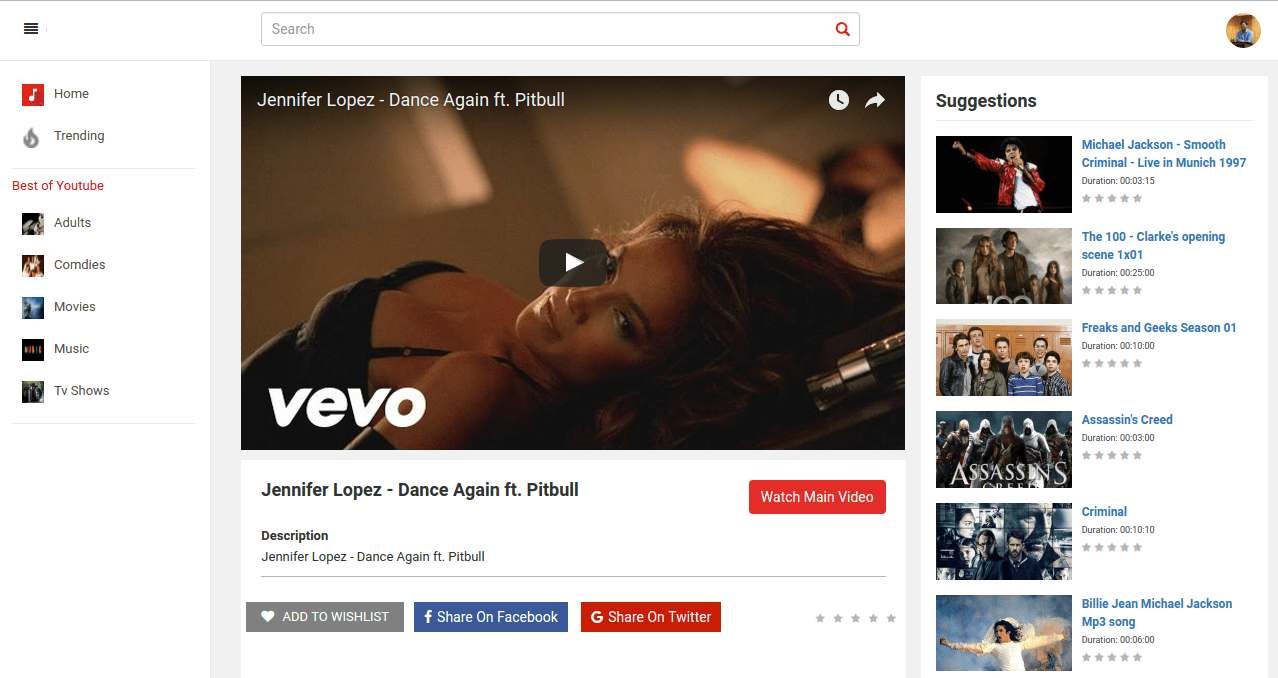 Search
Home
Trending
Best of Youtube
Adults
Comdies
Movies
Music
Tv Shows
Jennifer Lopez - Dance Again ft. Pitbull
vevo
Jennifer Lopez - Dance Again ft. Pitbull
Watch Main Video
Description
Jennifer Lopez - Dance Again ft. Pitbull
ADD TO WISHLIST
f Share On Facebook
G Share On Twitter
Suggestions
Michael Jackson - Smooth
Criminal - Live in Munich 1997
Duration: 00:03:15
The 100 - Clarke's opening
scene 1x01
Duration: 00:25:00
100
Freaks and Geeks Season 01
Duration: 00:10:00
Assassin's Creed
Duration: 00:03:00
ASSASSIN'S
CREED
Criminal
Duration: 00:10:10
Billie Jean Michael Jackson
Mp3 song
Duration: 00:06:00